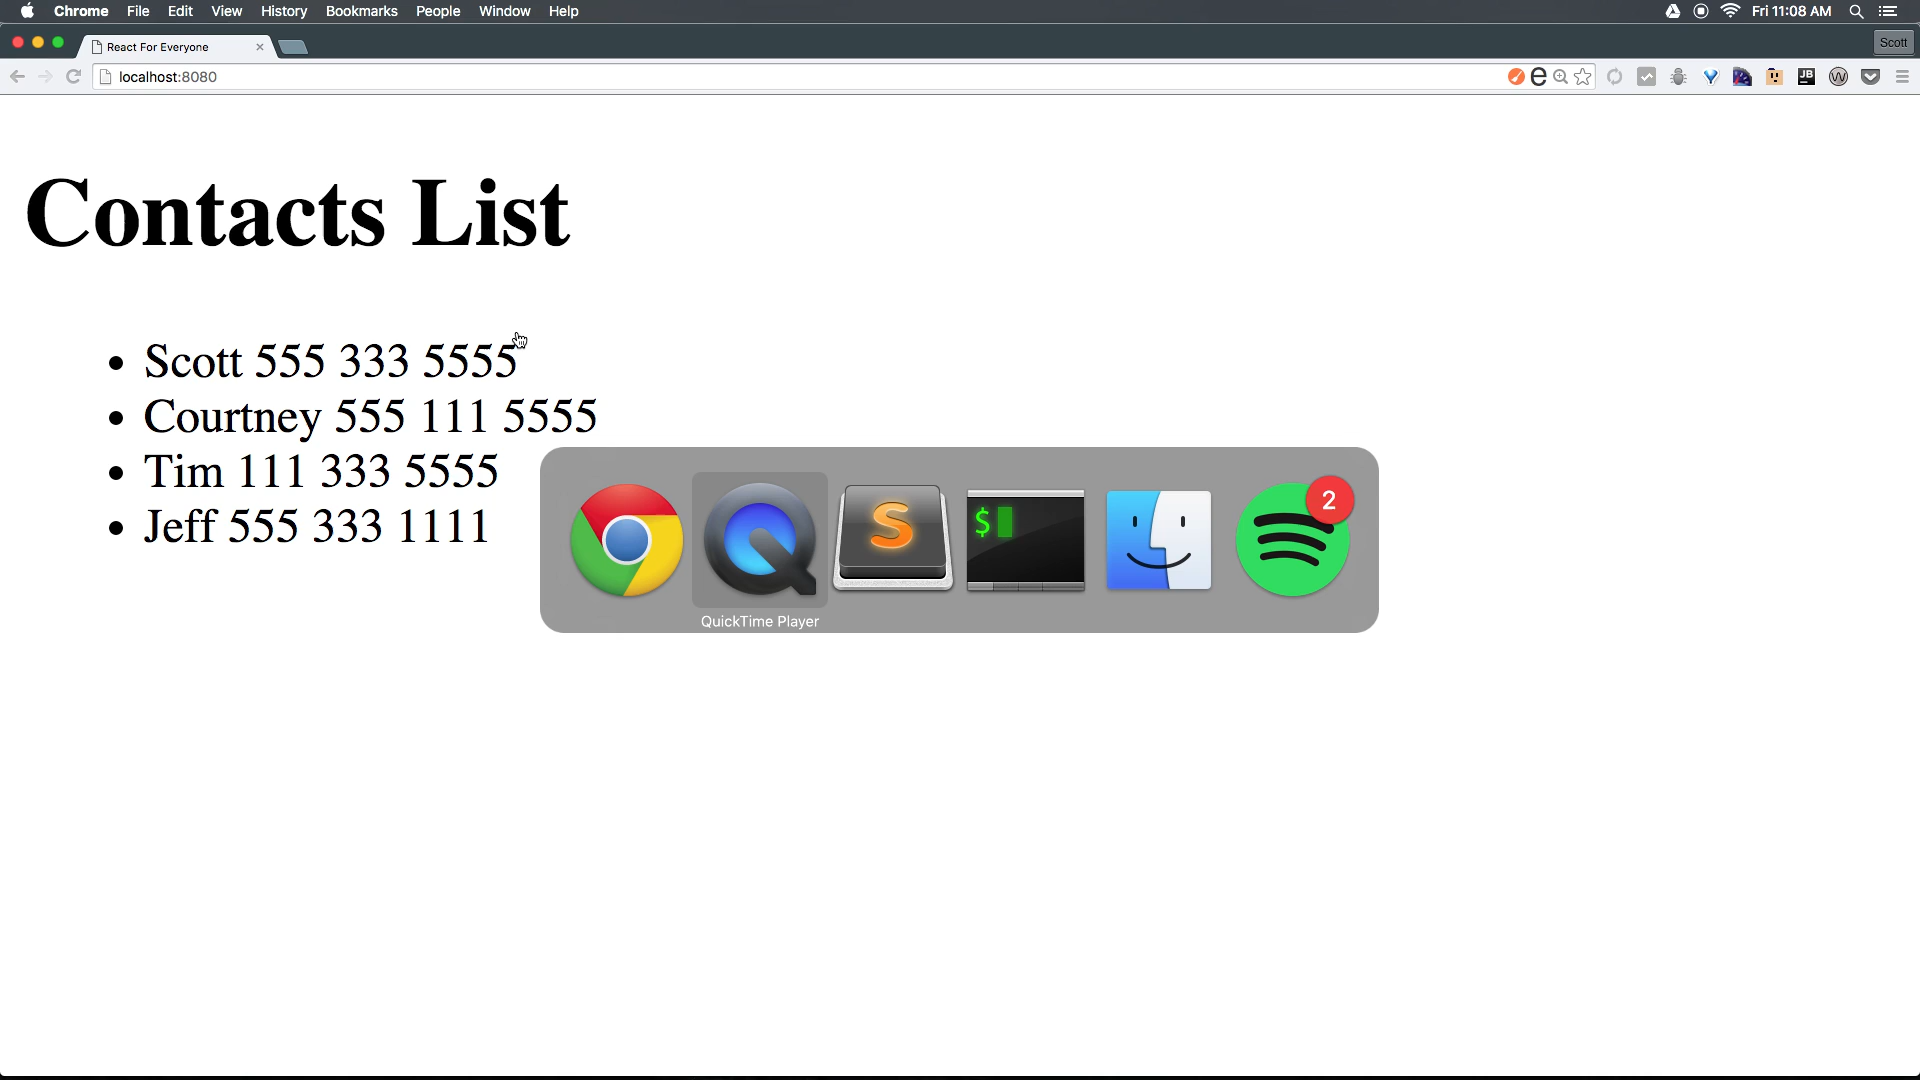 Chrome File Edit View History Bookmarks People Window Help Fri 11:08 AM
React For Everyone Scott
localhost:8080
Contacts List
• Scott 555 333 5555
• Courtney 555 111 5555
• Tim 111 333 5555
• Jeff 555 333 1111
2
$
S
QuickTime Player
JB
W